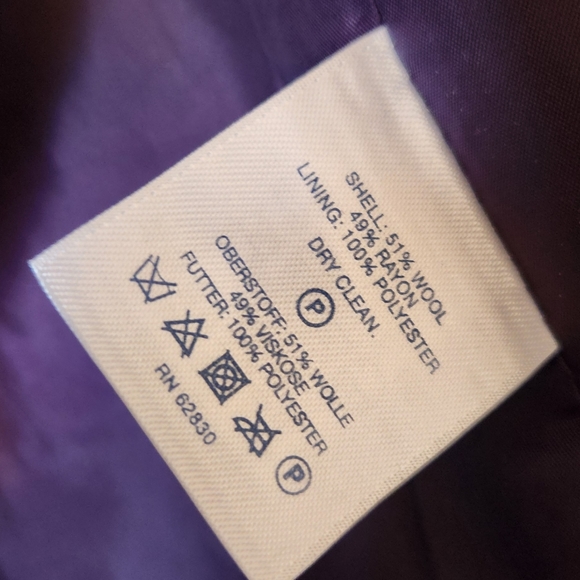 SHELL: 51% WOOL
49% RAYON
LINING: 100% POLYESTER
DRY CLEAN.
P
OBERSTOFF: 51% WOLLE
49% VISKOSE
FUTTER: 100% POLYESTER
P
RN 62830